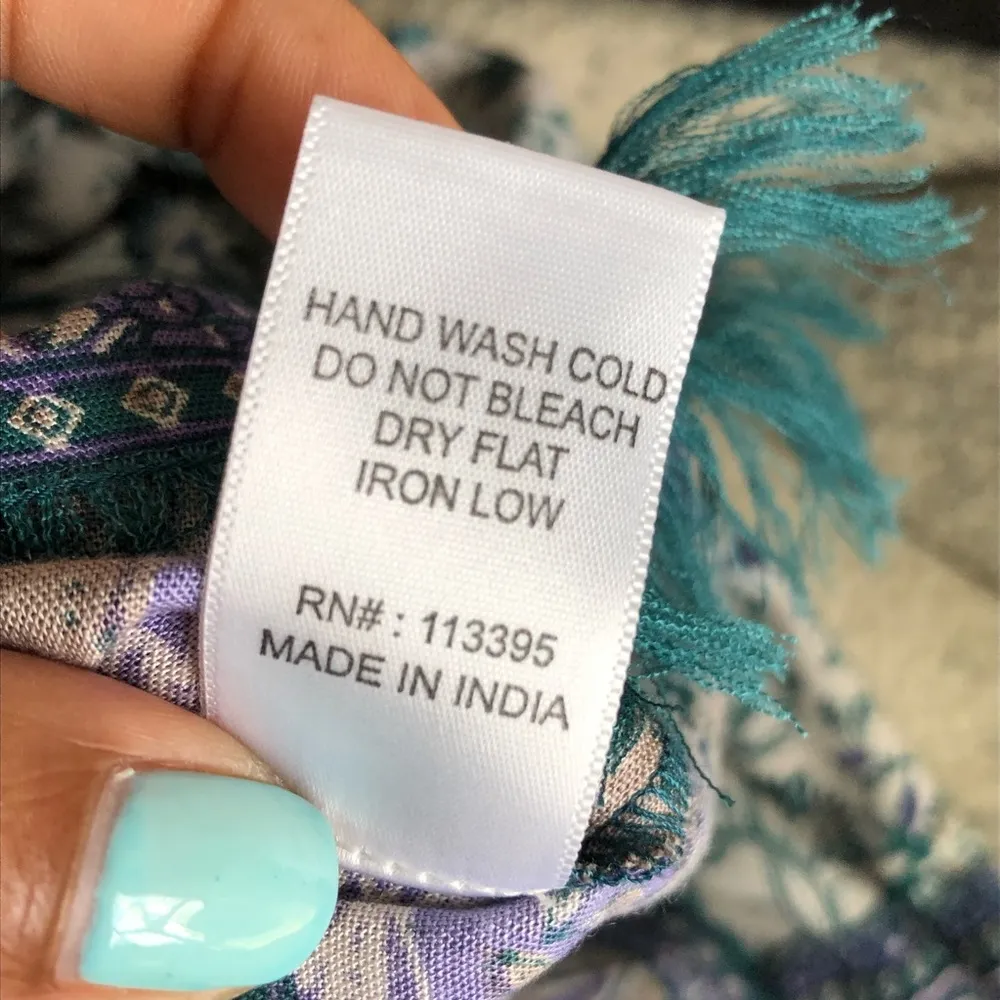 HAND WASH COLD
DO NOT BLEACH
DRY FLAT
IRON LOW
RN# : 113395
MADE IN INDIA